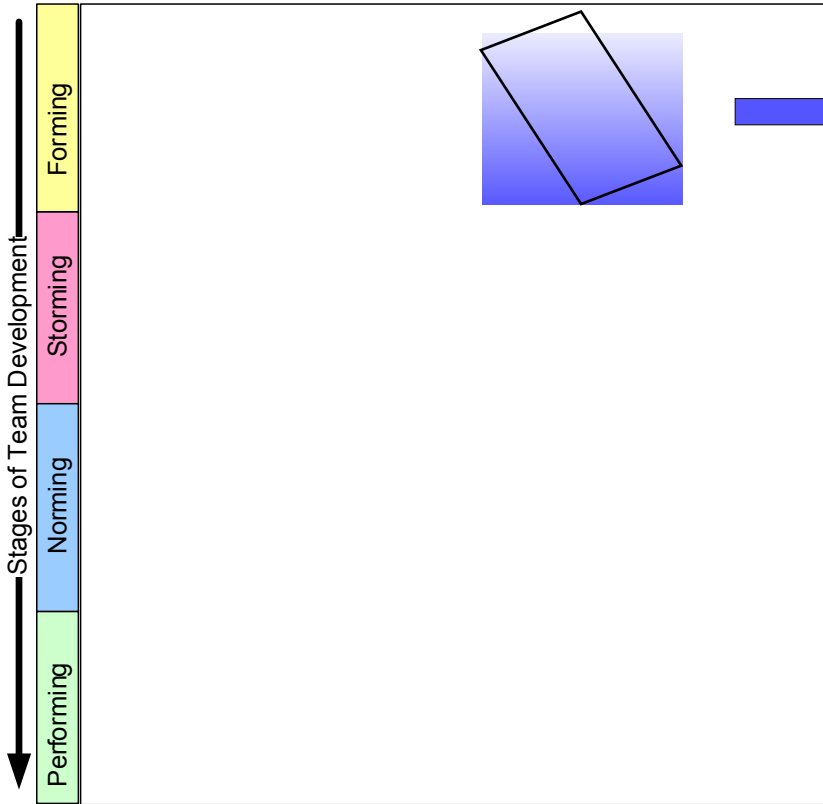 Stages of Team Development
Forming
Storming
Norming
Performing